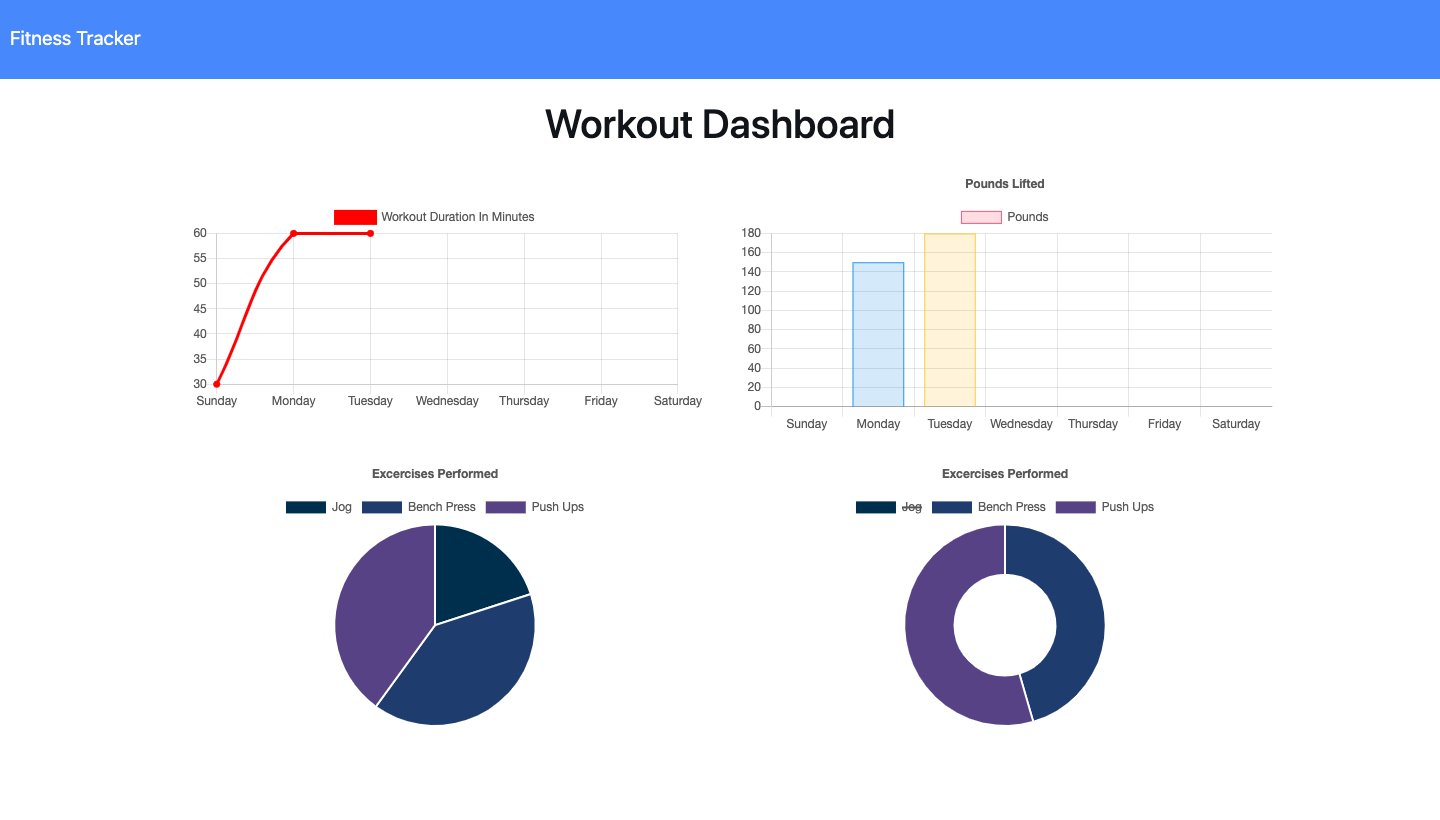 Fitness Tracker
Workout Dashboard
Workout Duration In Minutes
60
55
50
45
40
35
30
Sunday Monday Tuesday Wednesday Thursday Friday Saturday
Pounds Lifted
Pounds
180
160
140
120
100
80
60
40
20
0
Sunday Monday Tuesday Wednesday Thursday Friday Saturday
Excercises Performed
Jog Bench Press Push Ups
Excercises Performed
Jog Bench Press Push Ups